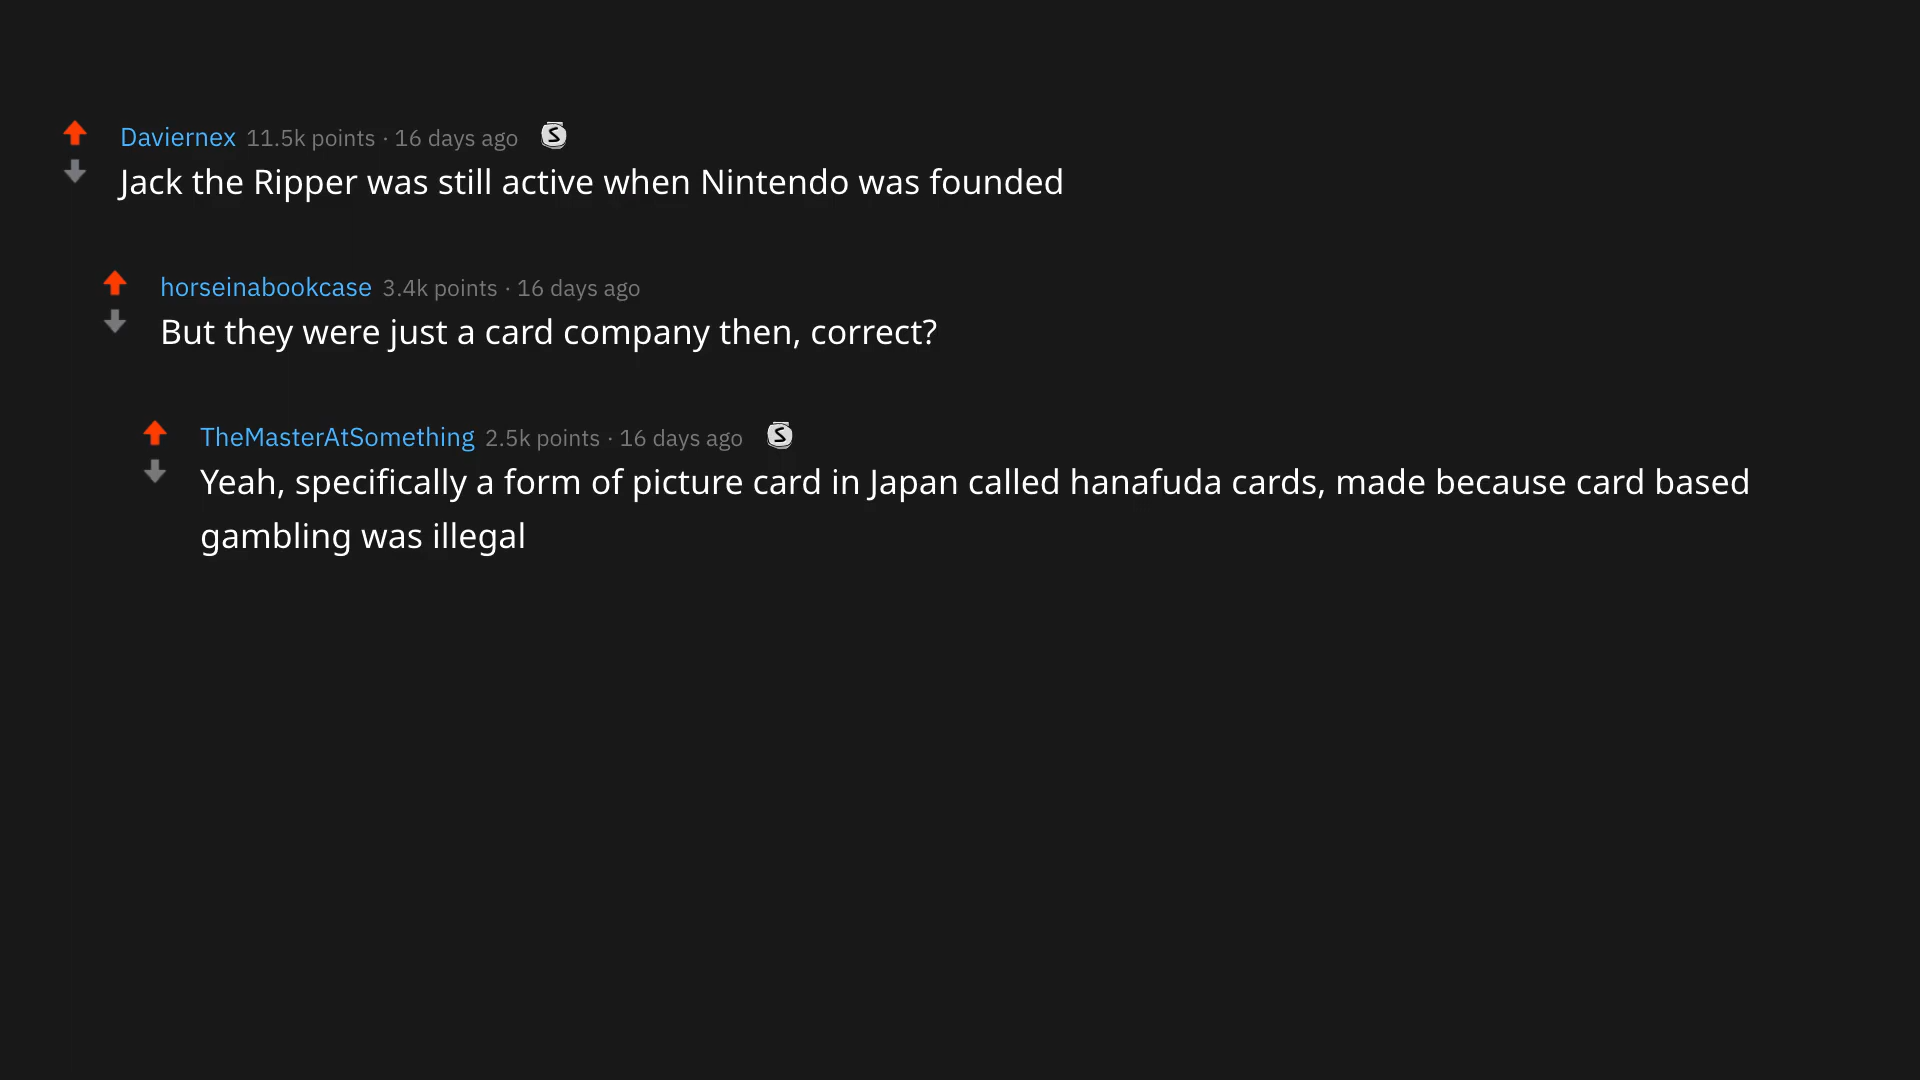 Daviernex 11.5k points · 16 days ago S
Jack the Ripper was still active when Nintendo was founded
horseinabookcase 3.4k points · 16 days ago
But they were just a card company then, correct?
TheMasterAtSomething 2.5k points · 16 days ago S
Yeah, specifically a form of picture card in Japan called hanafuda cards, made because card based
gambling was illegal